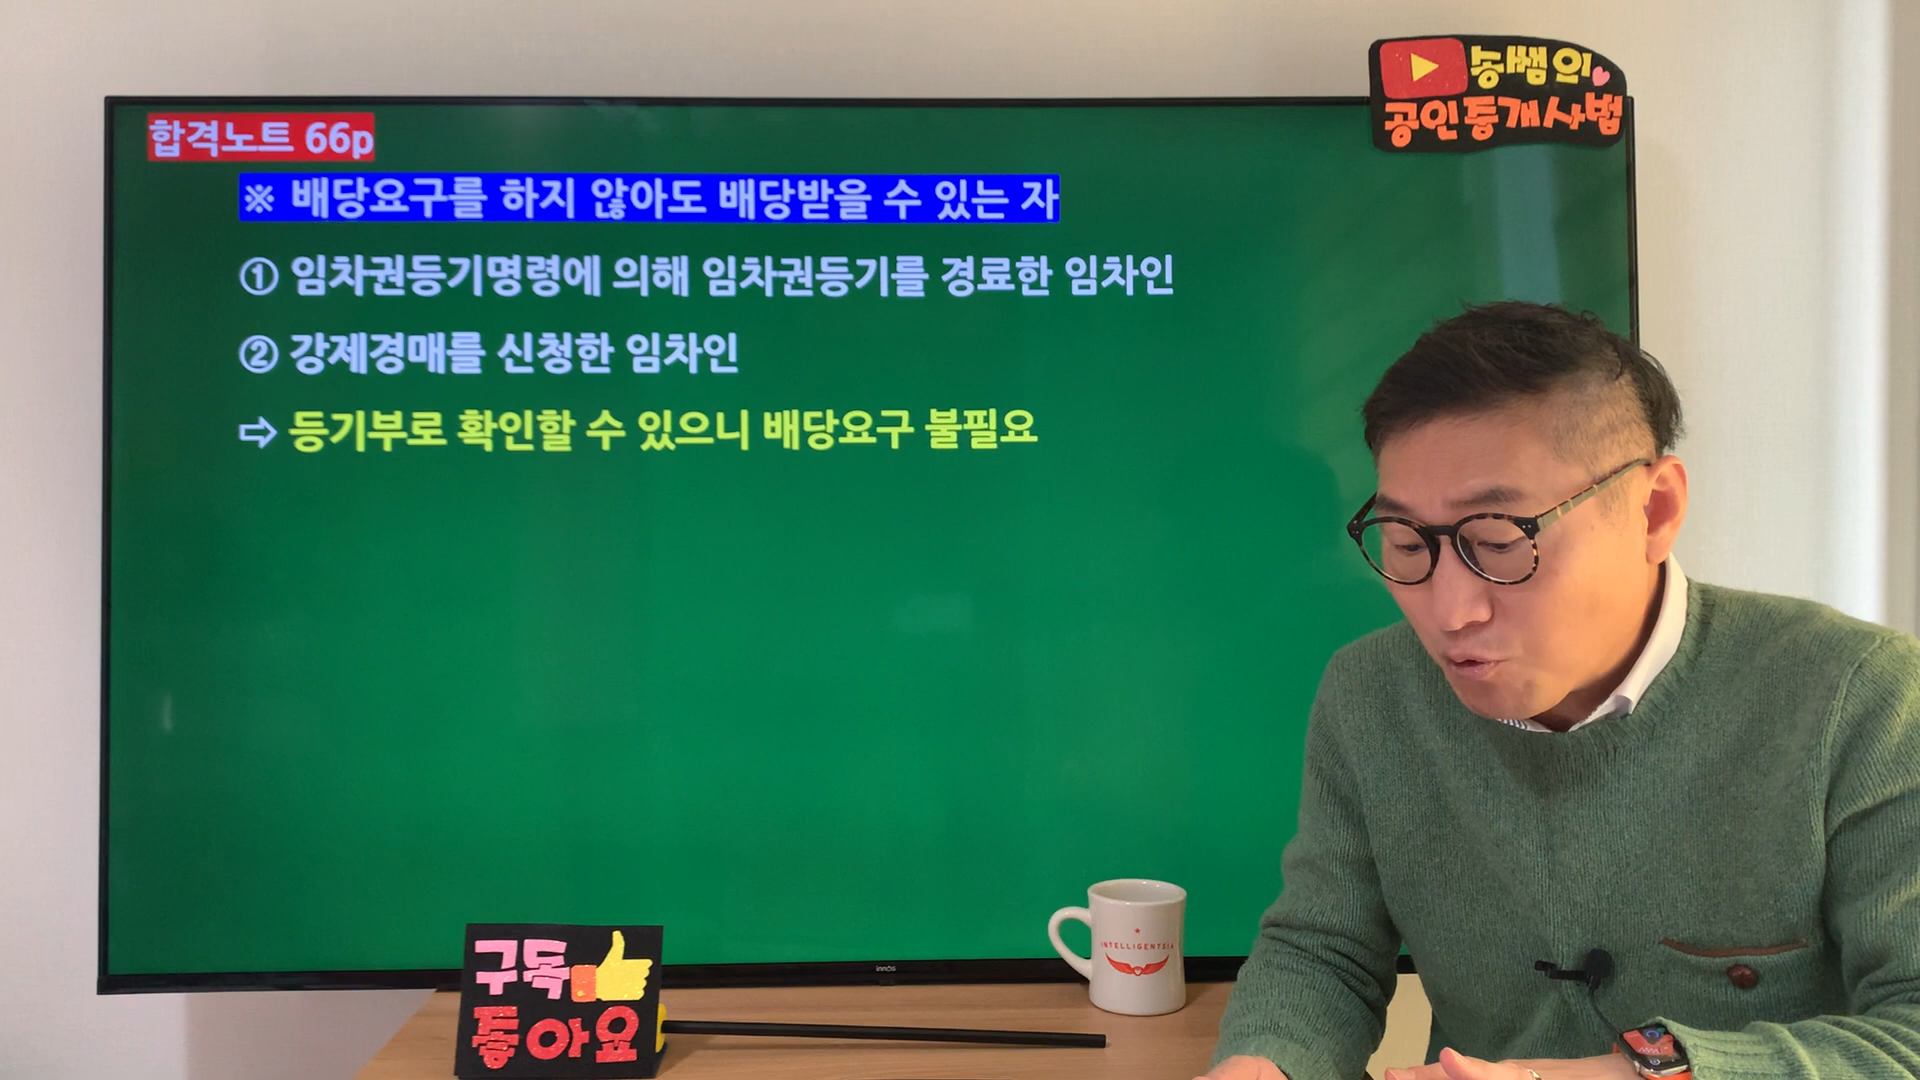 송쌤의
공인중개사법
합격노트 66p
※ 배당요구를 하지 않아도 배당받을 수 있는 자
① 임차권등기명령에 의해 임차권등기를 경료한 임차인
② 강제경매를 신청한 임차인
⇨ 등기부로 확인할 수 있으니 배당요구 불필요
INTELLIGENTSIA
innos
구독
좋아요